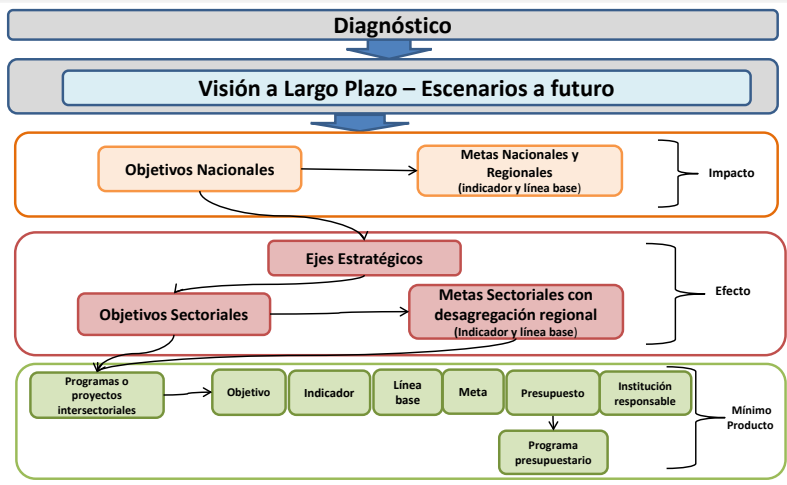 Diagnóstico
Visión a Largo Plazo – Escenarios a futuro
Objetivos Nacionales
Metas Nacionales y
Regionales
(indicador y línea base)
Impacto
Ejes Estratégicos
Objetivos Sectoriales
Metas Sectoriales con
desagregación regional
(Indicador y línea base)
Efecto
Programas o
proyectos
intersectoriales
Objetivo
Indicador
Línea
base
Meta
Presupuesto
Institución
responsable
Programa
presupuestario
Mínimo
Producto